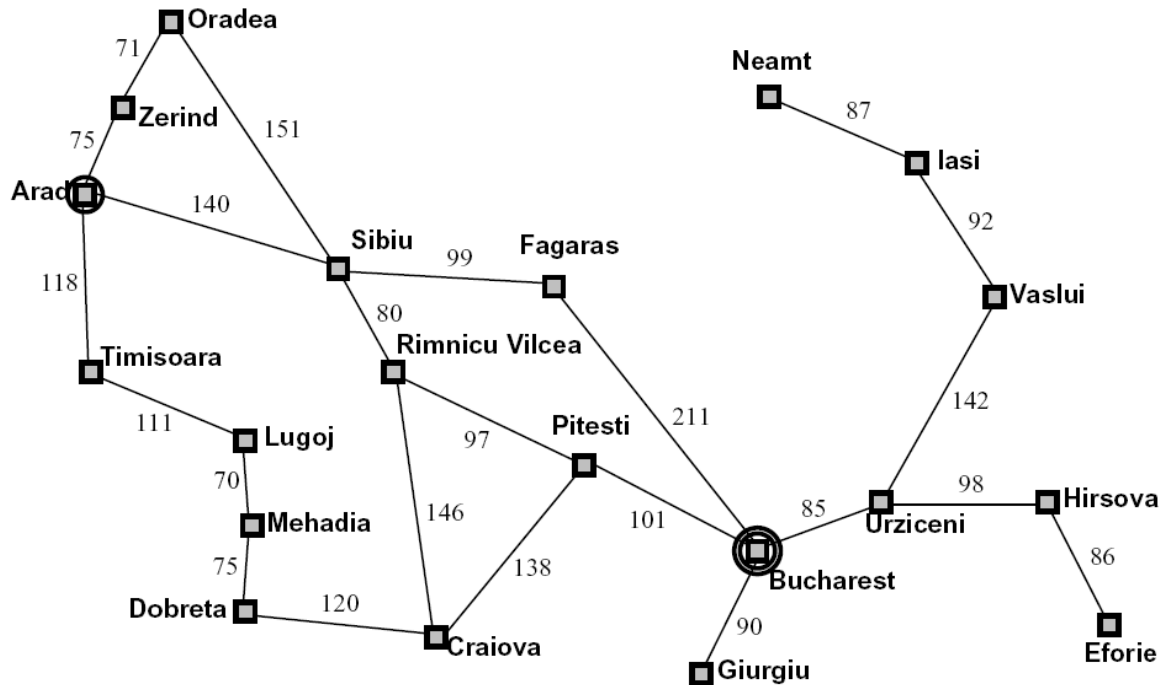 Oradea
71
Neamt
Zerind
87
75
151
Iasi
Arad
140
92
Sibiu
Fagaras
99
118
80
Vaslui
Timisoara
Rimnicu Vilcea
111
142
211
Lugoj
97
Pitesti
70
98
Hirsova
146
85
Mehadia
101
Urziceni
75
138
86
Bucharest
Dobreta
120
90
Craiova
Eforie
Giurgiu